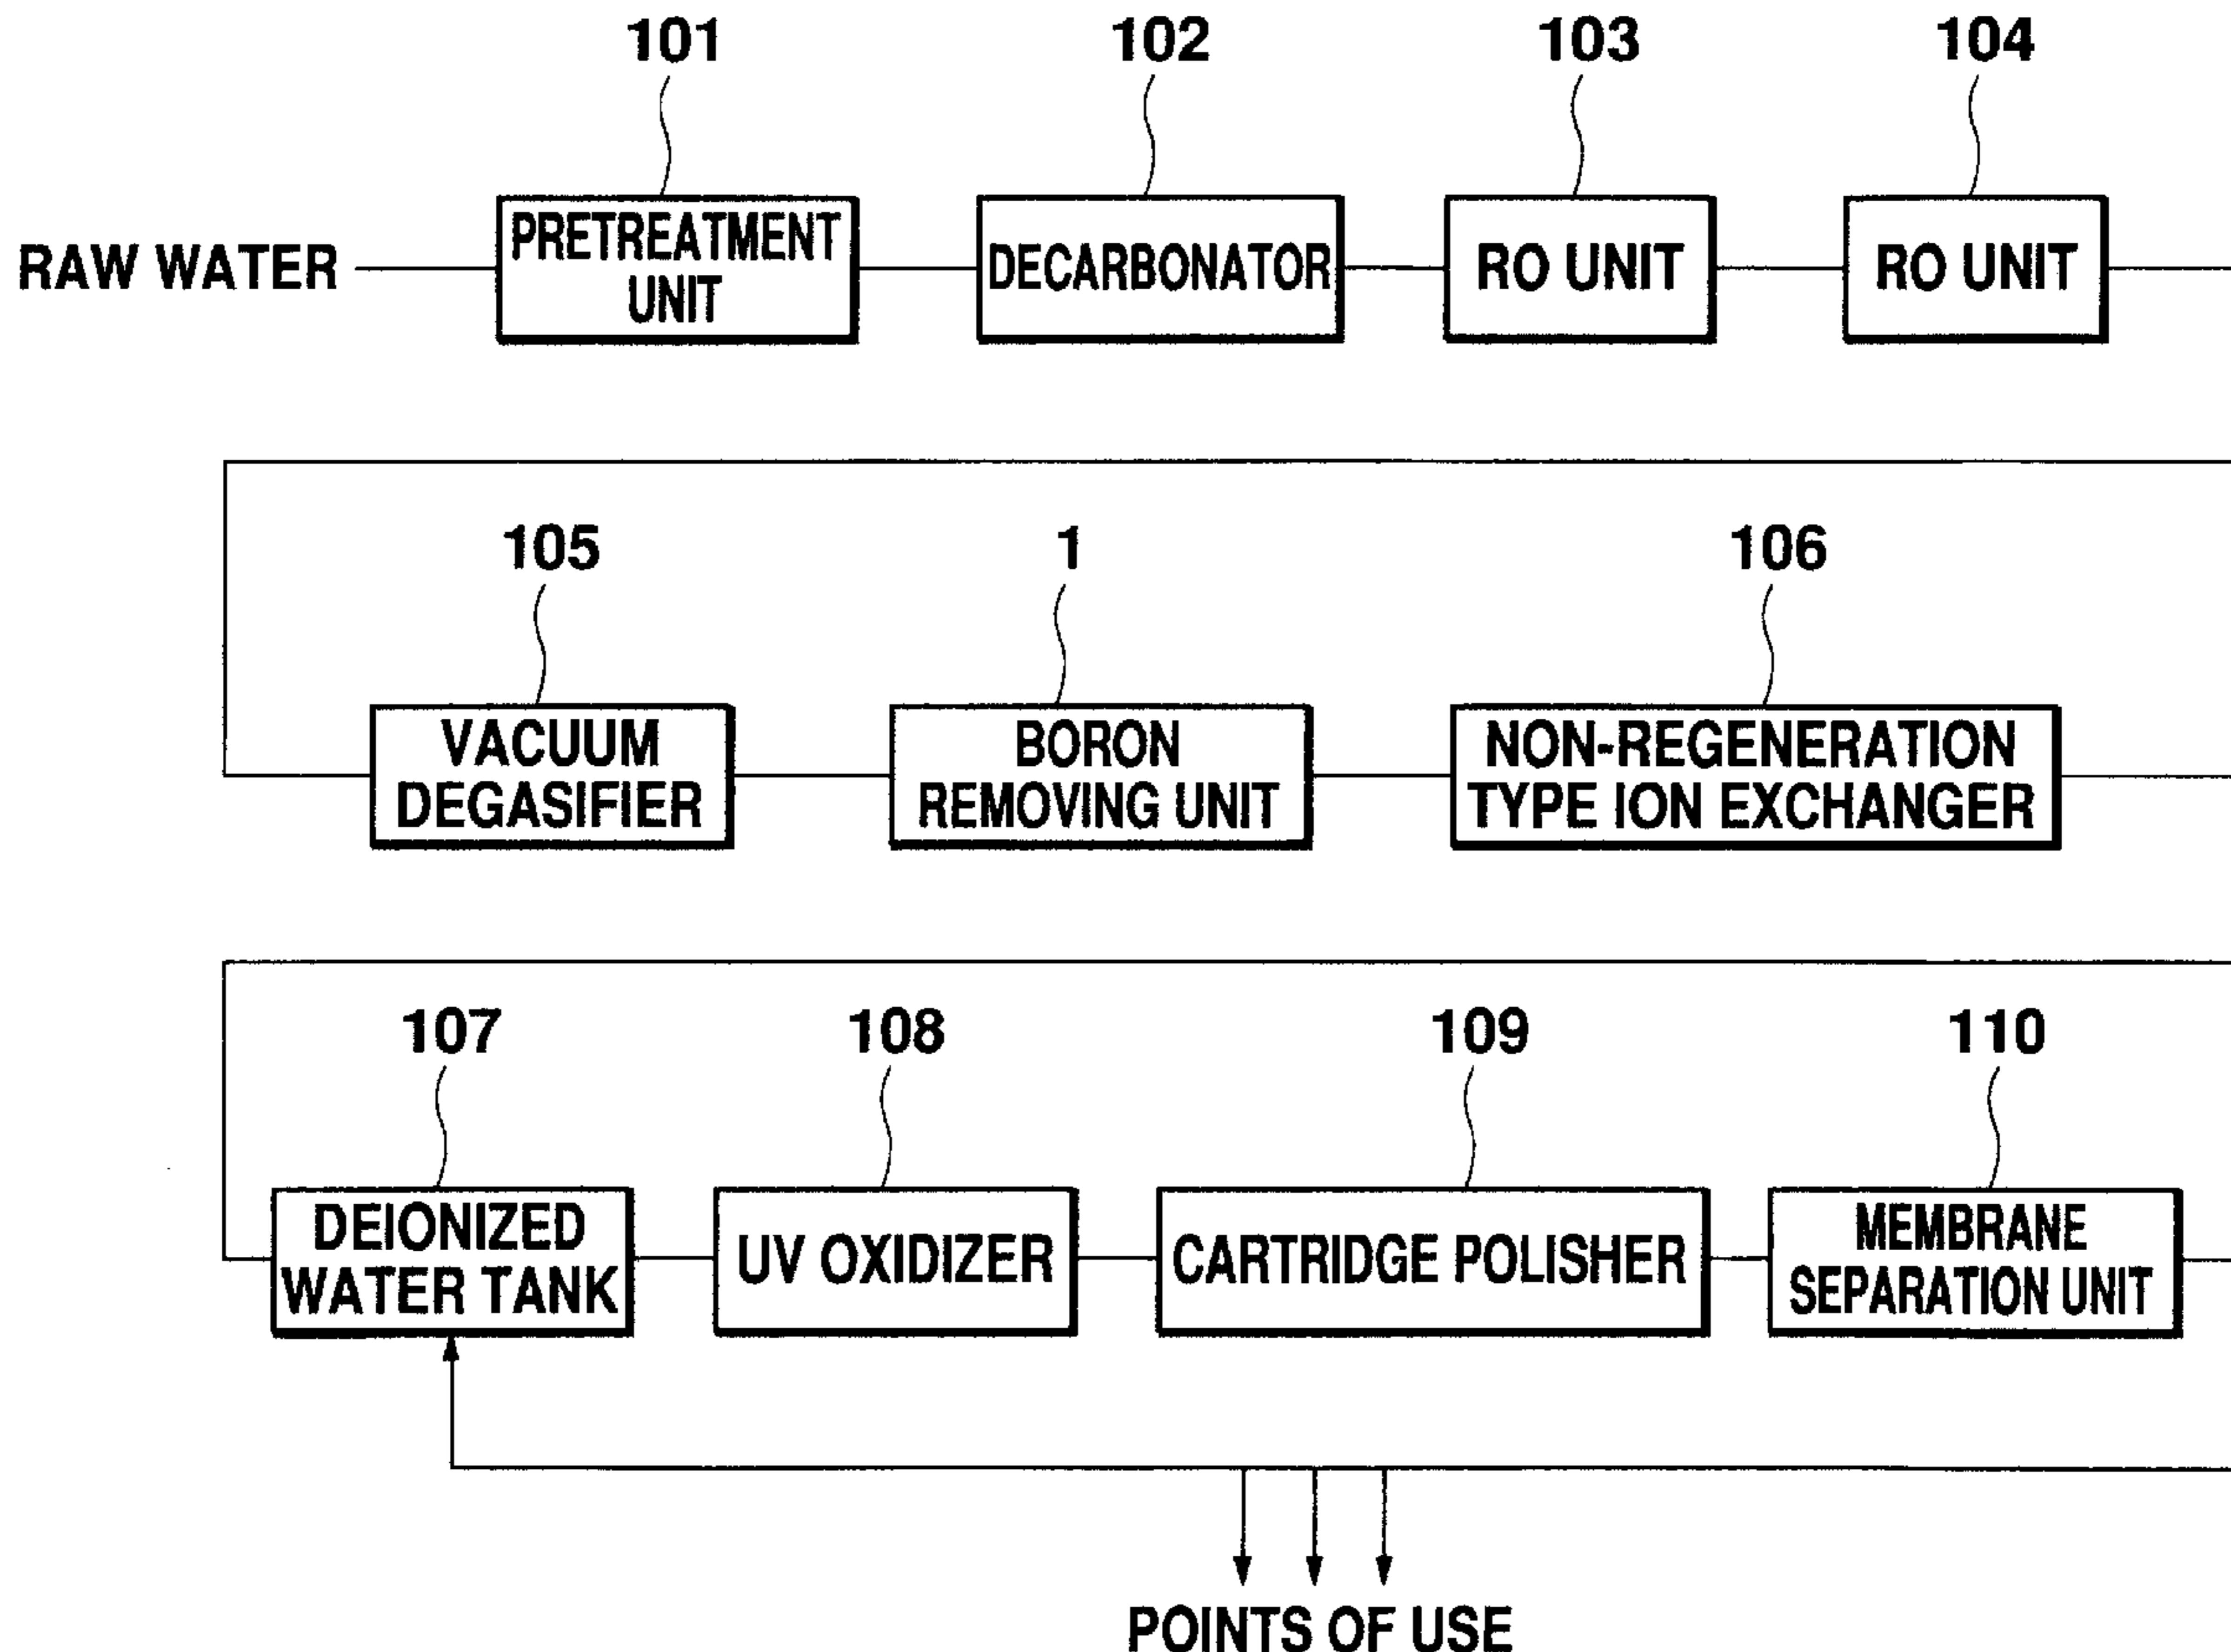 101
102
103
104
RAW WATER
PRETREATMENT
UNIT
DECARBONATOR
RO UNIT
RO UNIT
105
1
106
VACUUM
DEGASIFIER
BORON
REMOVING UNIT
NON-REGENERATION
TYPE ION EXCHANGER
107
108
109
110
DEIONIZED
WATER TANK
UV OXIDIZER
CARTRIDGE POLISHER
MEMBRANE
SEPARATION UNIT
POINTS OF USE